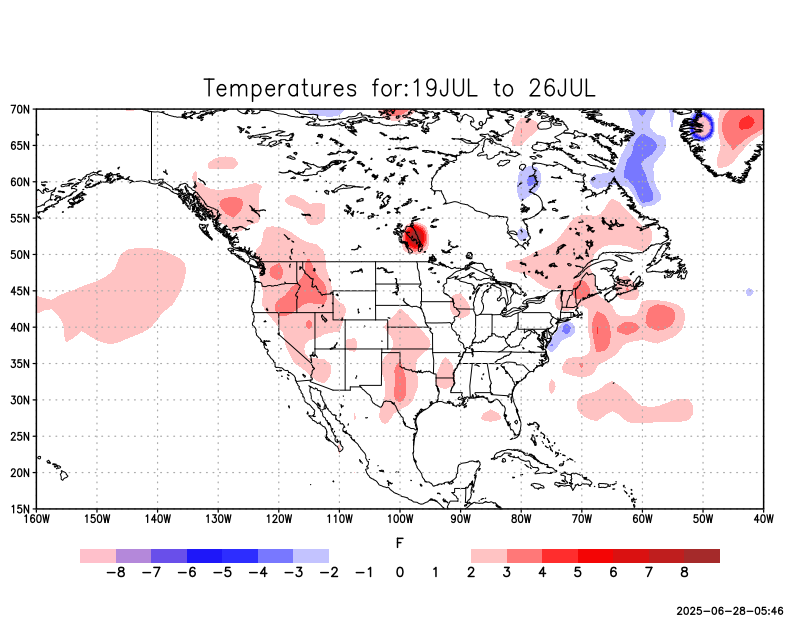 Temperatures for:19JUL to 26JUL
70N
65N
60N
55N
50N
45N
40N
35N
30N
25N
20N
15N
160W 150W 140W 130W 120W 110W 100W 90W 80W 70W 60W 50W 40W
F
-8 -7 -6 -5 -4 -3 -2 -1 0 1 2 3 4 5 6 7 8
2025-06-28-05:46